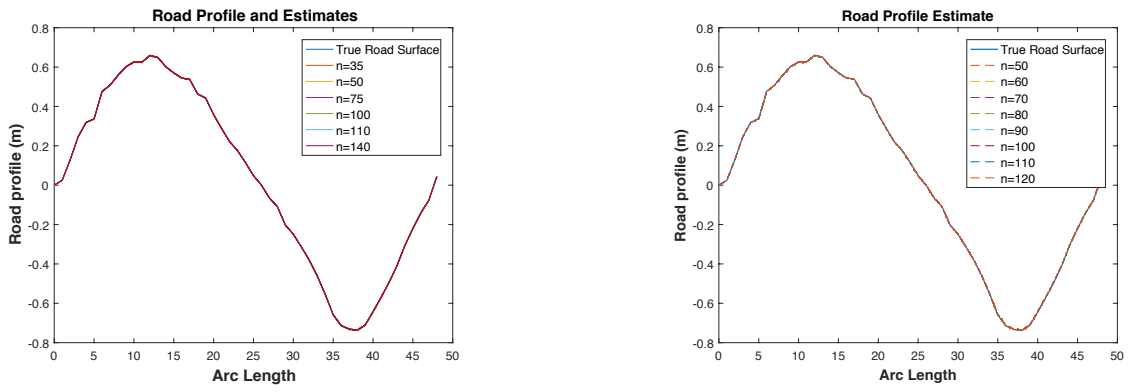 Road Profile and Estimates
0.8
0.6
0.4
0.2
0
-0.2
-0.4
-0.6
-0.8
Road profile (m)
True Road Surface
n=35
n=50
n=75
n=100
n=110
n=140
0 5 10 15 20 25 30 35 40 45 50
Arc Length
Road Profile Estimate
0.8
0.6
0.4
0.2
0
-0.2
-0.4
-0.6
-0.8
Road profile (m)
True Road Surface
n=50
n=60
n=70
n=80
n=90
n=100
n=110
n=120
0 5 10 15 20 25 30 35 40 45 50
Arc Length